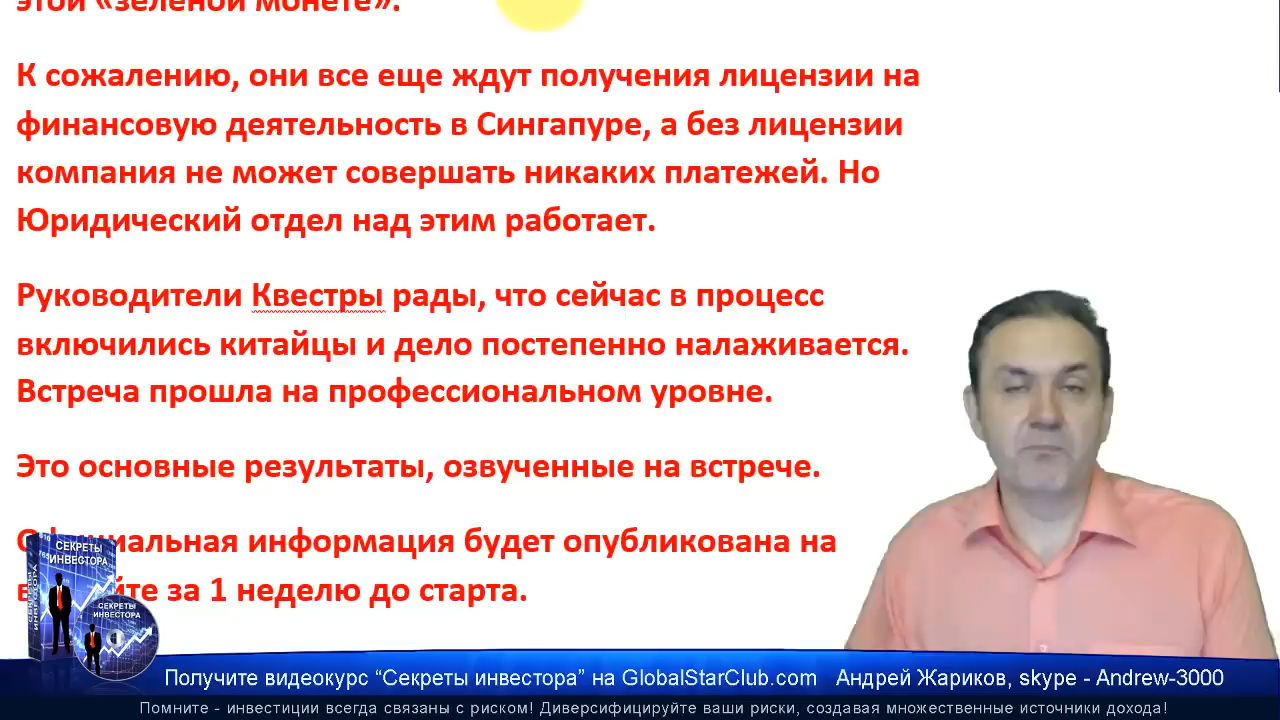 этой «зеленой монете».
К сожалению, они все еще ждут получения лицензии на
финансовую деятельность в Сингапуре, а без лицензии
компания не может совершать никаких платежей. Но
Юридический отдел над этим работает.
Руководители Квестры рады, что сейчас в процесс
включились китайцы и дело постепенно налаживается.
Встреча прошла на профессиональном уровне.
Это основные результаты, озвученные на встрече.
информация будет опубликована на
за 1 неделю до старта.
СЕКРЕТЫ
ИНВЕСТОРА
СЕКРЕТЫ
ИНВЕСТОРА
Получите видеокурс “Секреты инвестора” на GlobalStarClub.com Андрей Жариков, skype - Andrew-3000
Помните - инвестиции всегда связаны с риском! Диверсифицируйте ваши риски, создавая множественные источники дохода!